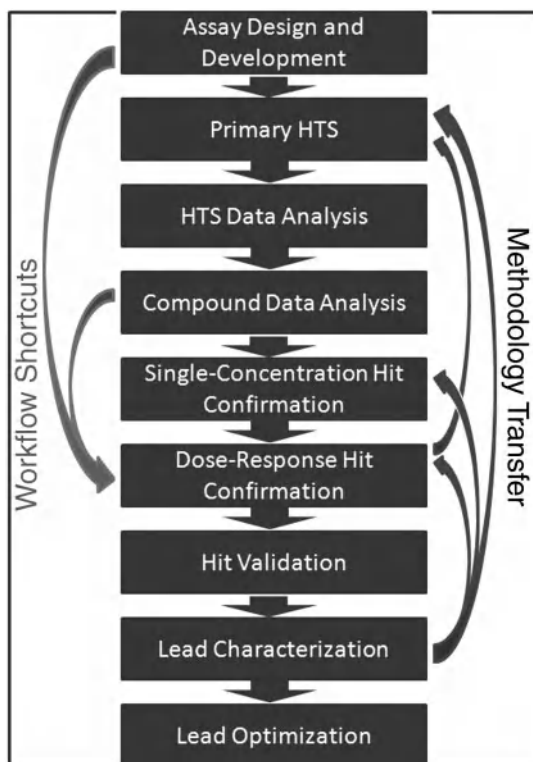 Assay Design and
Development
Primary HTS
HTS Data Analysis
Compound Data Analysis
Single-Concentration Hit
Confirmation
Dose-Response Hit
Confirmation
Hit Validation
Lead Characterization
Lead Optimization
Workflow Shortcuts
Methodology Transfer